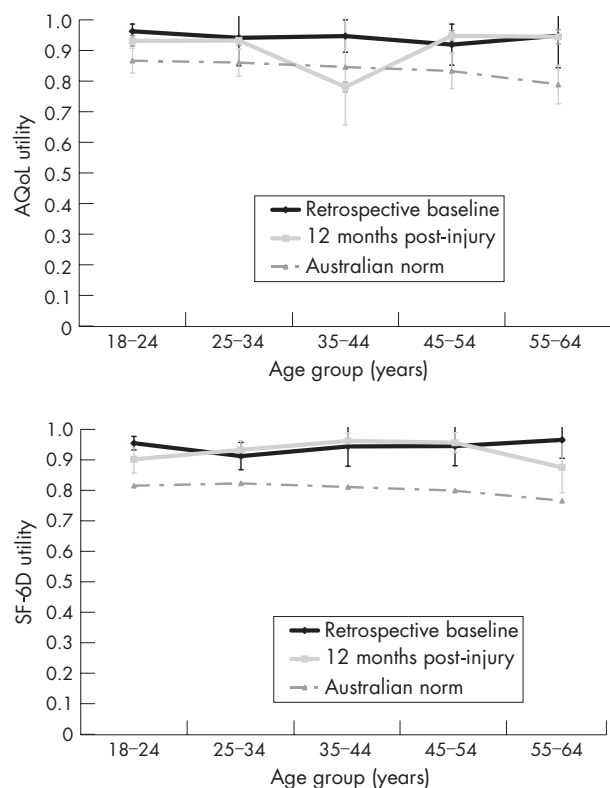 1.0
0.9
0.8
0.7
0.6
0.5
0.4
0.3
0.2
0.1
0
AQoL utility
Retrospective baseline
12 months post-injury
Australian norm
18–24 25–34 35–44 45–54 55–64
Age group (years)
1.0
0.9
0.8
0.7
0.6
0.5
0.4
0.3
0.2
0.1
0
SF-6D utility
Retrospective baseline
12 months post-injury
Australian norm
18–24 25–34 35–44 45–54 55–64
Age group (years)